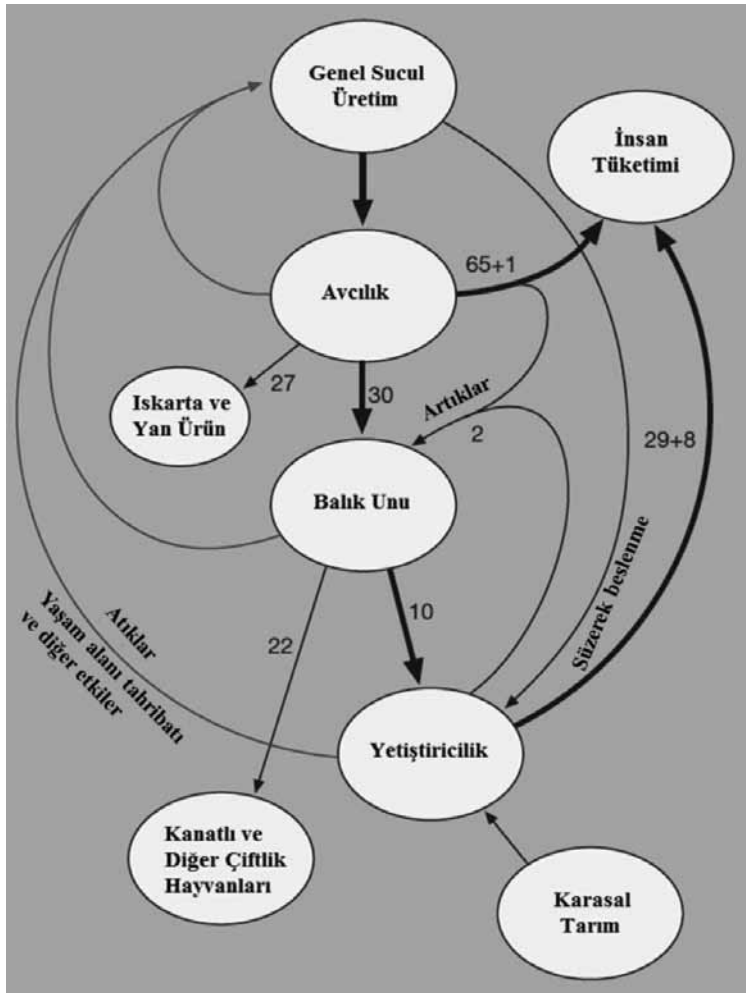 Genel Sucul
Üretim
İnsan
Tüketimi
65+1
Avcılık
27
30
Artıklar
2
Iskarta ve
Yan Ürün
29+8
Balık Unu
Süzerek beslenme
10
22
Atıklar
Yaşam alanı tahribatı
ve diğer etkiler
Yetiştiricilik
Kanatlı ve
Diğer Çiftlik
Hayvanları
Karasal
Tarım